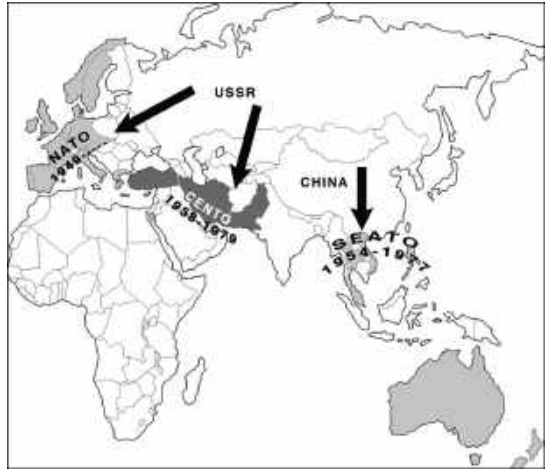 USSR
NATO
1949-....
CENTO
1958-1979
CHINA
SEATO
1954-1977